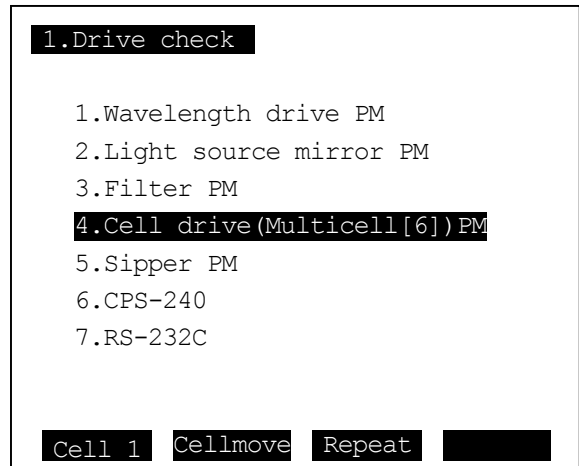 1.Drive check
1.Wavelength drive PM
2.Light source mirror PM
3.Filter PM
4.Cell drive(Multicell[6])PM
5.Sipper PM
6.CPS-240
7.RS-232C
Cell 1 Cellmove Repeat